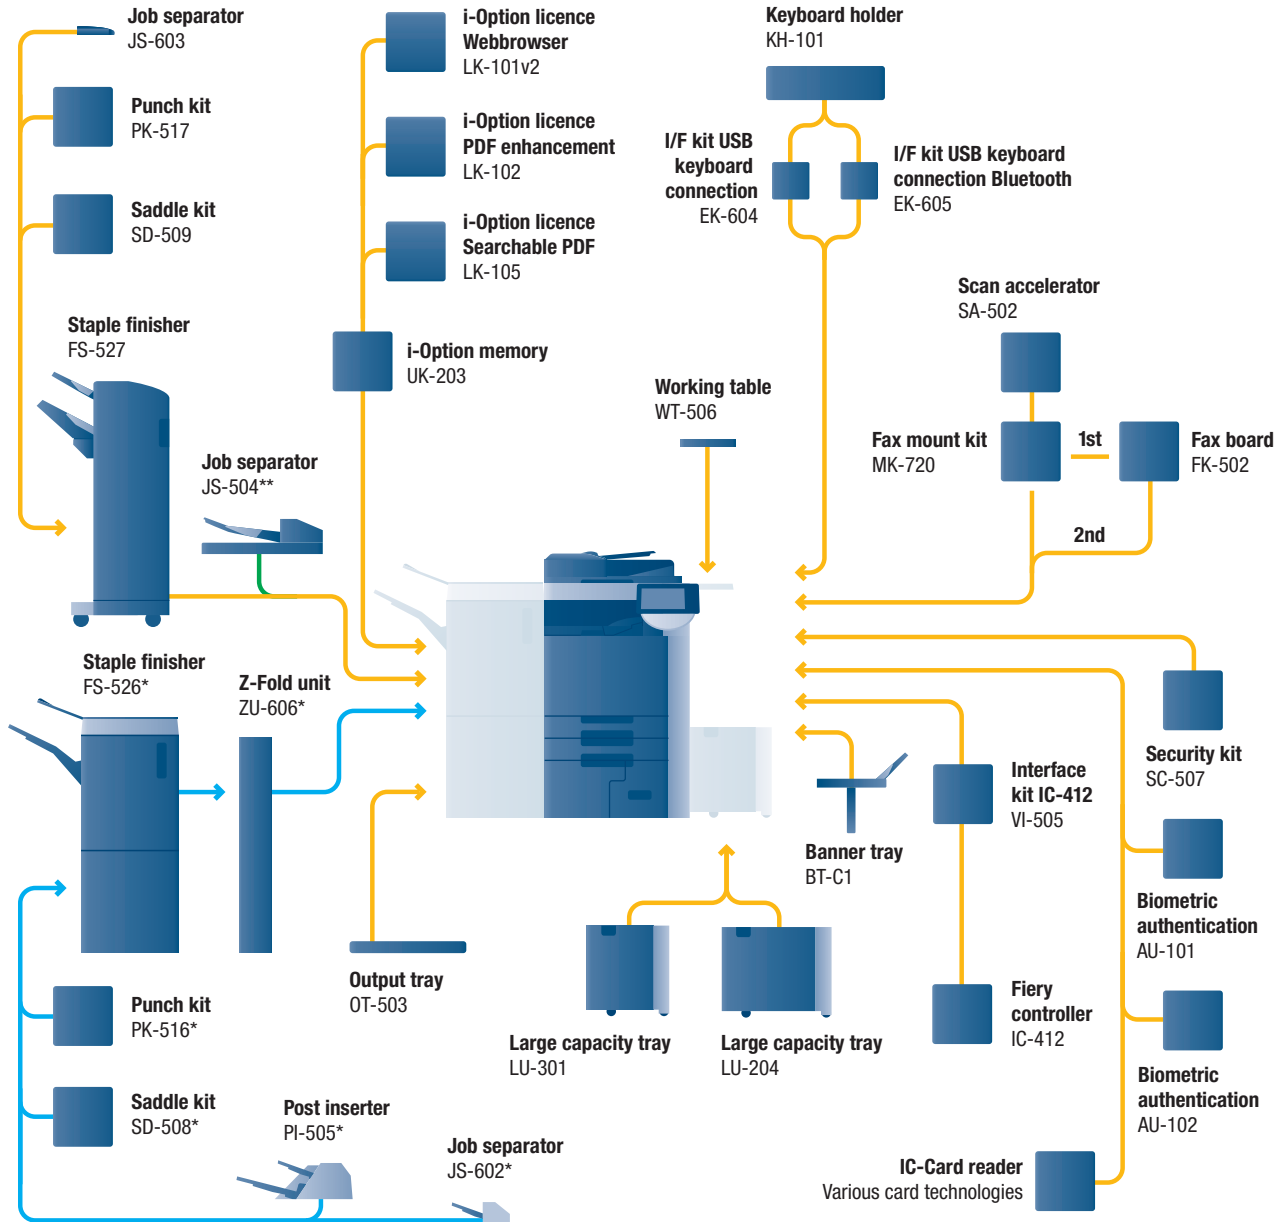 Job separator
JS-603
Punch kit
PK-517
Saddle kit
SD-509
Staple finisher
FS-527
Job separator
JS-504**
i-Option licence
Webbrowser
LK-101v2
i-Option licence
PDF enhancement
LK-102
i-Option licence
Searchable PDF
LK-105
i-Option memory
UK-203
Keyboard holder
KH-101
I/F kit USB
keyboard
connection
EK-604
I/F kit USB keyboard
connection Bluetooth
EK-605
Working table
WT-506
Scan accelerator
SA-502
Fax mount kit
MK-720
1st
Fax board
FK-502
2nd
Staple finisher
FS-526*
Z-Fold unit
ZU-606*
Security kit
SC-507
Interface
kit IC-412
VI-505
Banner tray
BT-C1
Biometric
authentication
AU-101
Output tray
OT-503
Punch kit
PK-516*
Large capacity tray
LU-301
Large capacity tray
LU-204
Fiery
controller
IC-412
Biometric
authentication
AU-102
Saddle kit
SD-508*
Post inserter
PI-505*
Job separator
JS-602*
IC-Card reader
Various card technologies